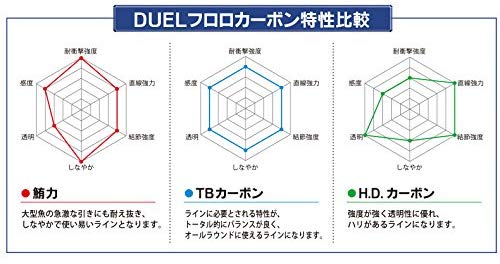 DUELフロロカーボン特性比較
耐衝撃強度
感度
直線強力
透明
結節強度
しなやか
耐衝撃強度
感度
直線強力
透明
結節強度
しなやか
耐衝撃強度
感度
直線強力
透明
結節強度
しなやか
●鮪力
大型魚の急激な引きにも耐え抜き、
しなやかで使い易いラインとなります。
●TBカーボン
ラインに必要とされる特性が、
トータル的にバランスが良く、
オールラウンドに使えるラインになります。
●H.D.カーボン
強度が強く透明性に優れ、
ハリがあるラインになります。